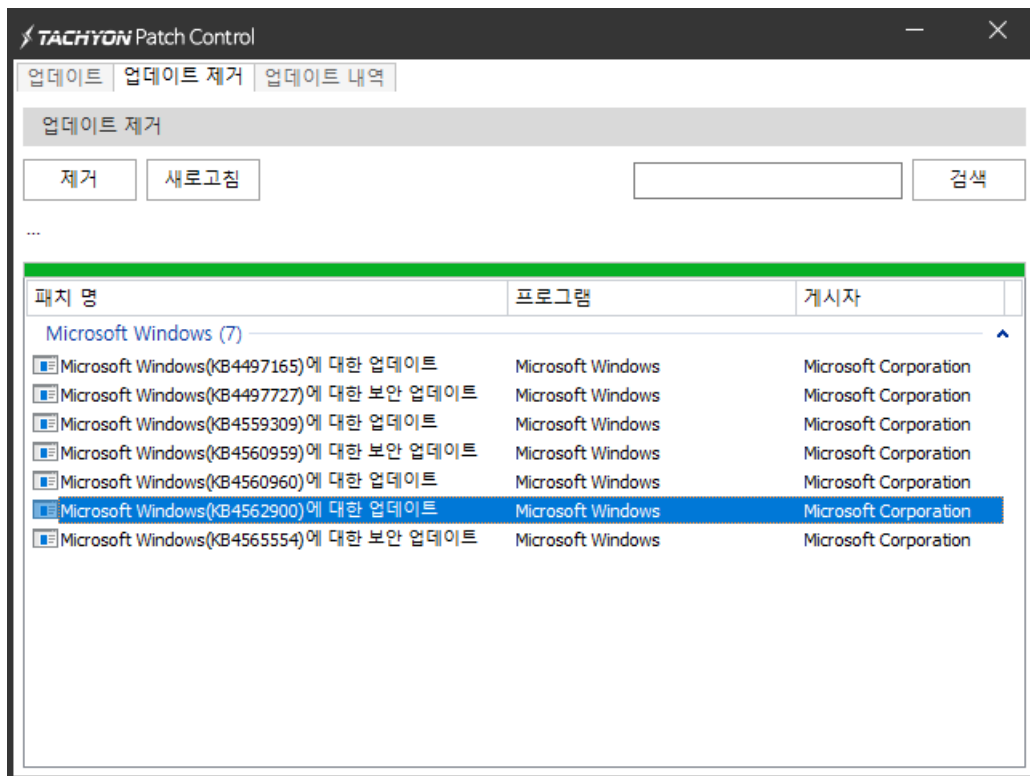 TACHYON Patch Control
업데이트 업데이트 제거 업데이트 내역
업데이트 제거
제거 새로고침 검색
...
패치 명 프로그램 게시자
Microsoft Windows (7)
Microsoft Windows(KB4497165)에 대한 업데이트 Microsoft Windows Microsoft Corporation
Microsoft Windows(KB4497727)에 대한 보안 업데이트 Microsoft Windows Microsoft Corporation
Microsoft Windows(KB4559309)에 대한 업데이트 Microsoft Windows Microsoft Corporation
Microsoft Windows(KB4560959)에 대한 보안 업데이트 Microsoft Windows Microsoft Corporation
Microsoft Windows(KB4560960)에 대한 업데이트 Microsoft Windows Microsoft Corporation
Microsoft Windows(KB4562900)에 대한 업데이트 Microsoft Windows Microsoft Corporation
Microsoft Windows(KB4565554)에 대한 보안 업데이트 Microsoft Windows Microsoft Corporation